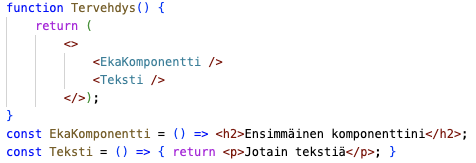 function Tervehdys() {
    return (
        <>
            <EkaKomponentti />
            <Teksti />
        </>);
}
const EkaKomponentti = () => <h2>Ensimmäinen komponenttini</h2>;
const Teksti = () => { return <p>Jotain tekstiä</p>; }